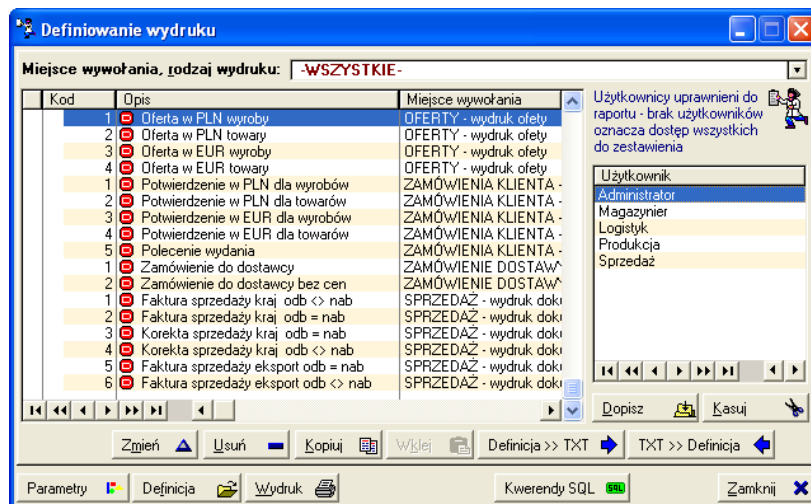 Definiowanie wydruku
Miejsce wywołania, rodzaj wydruku: -WSZYSTKIE-
Kod Opis Miejsce wywołania
1 Oferta w PLN wyroby OFERTY - wydruk ofety
2 Oferta w PLN towary OFERTY - wydruk ofety
3 Oferta w EUR wyroby OFERTY - wydruk ofety
4 Oferta w EUR towary OFERTY - wydruk ofety
1 Potwierdzenie w PLN dla wyrobów ZAMÓWIENIA KLIENTA -
2 Potwierdzenie w PLN dla towarów ZAMÓWIENIA KLIENTA -
3 Potwierdzenie w EUR dla wyrobów ZAMÓWIENIA KLIENTA -
4 Potwierdzenie w EUR dla towarów ZAMÓWIENIA KLIENTA -
5 Polecenie wydania ZAMÓWIENIA KLIENTA -
1 Zamówienie do dostawcy ZAMÓWIENIE DOSTAW
2 Zamówienie do dostawcy bez cen ZAMÓWIENIE DOSTAW
1 Faktura sprzedaży kraj odb <> nab SPRZEDAŻ - wydruk doku
2 Faktura sprzedaży kraj odb = nab SPRZEDAŻ - wydruk doku
3 Korekta sprzedaży kraj odb = nab SPRZEDAŻ - wydruk doku
4 Korekta sprzedaży kraj odb <> nab SPRZEDAŻ - wydruk doku
5 Faktura sprzedaży eksport odb = nab SPRZEDAŻ - wydruk doku
6 Faktura sprzedaży eksport odb <> nab SPRZEDAŻ - wydruk doku
Użytkownicy uprawnieni do
raportu - brak użytkowników
oznacza dostęp wszystkich
do zestawienia
Użytkownik
Administrator
Magazynier
Logistyk
Produkcja
Sprzedaż
Dopisz Kasuj
Zmień Usuń Kopiuj Wklej Definicja >> TXT TXT >> Definicja
Parametry Definicja Wydruk Kwerendy SQL SQL Zamknij